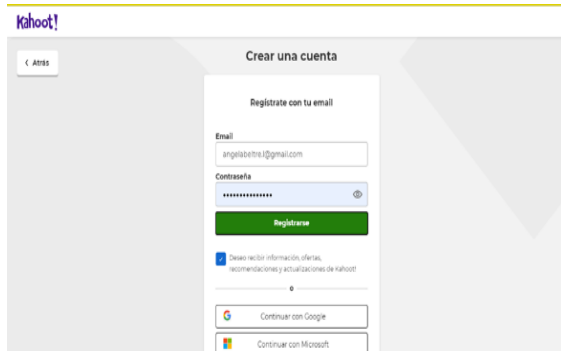 Kahoot!
Atrás
Crear una cuenta
Regístrate con tu email
Email
angelabeltre.l@gmail.com
Contraseña
•••••••••••••••
Registrarse
Deseo recibir información, ofertas,
recomendaciones y actualizaciones de Kahoot!
o
Continuar con Google
Continuar con Microsoft